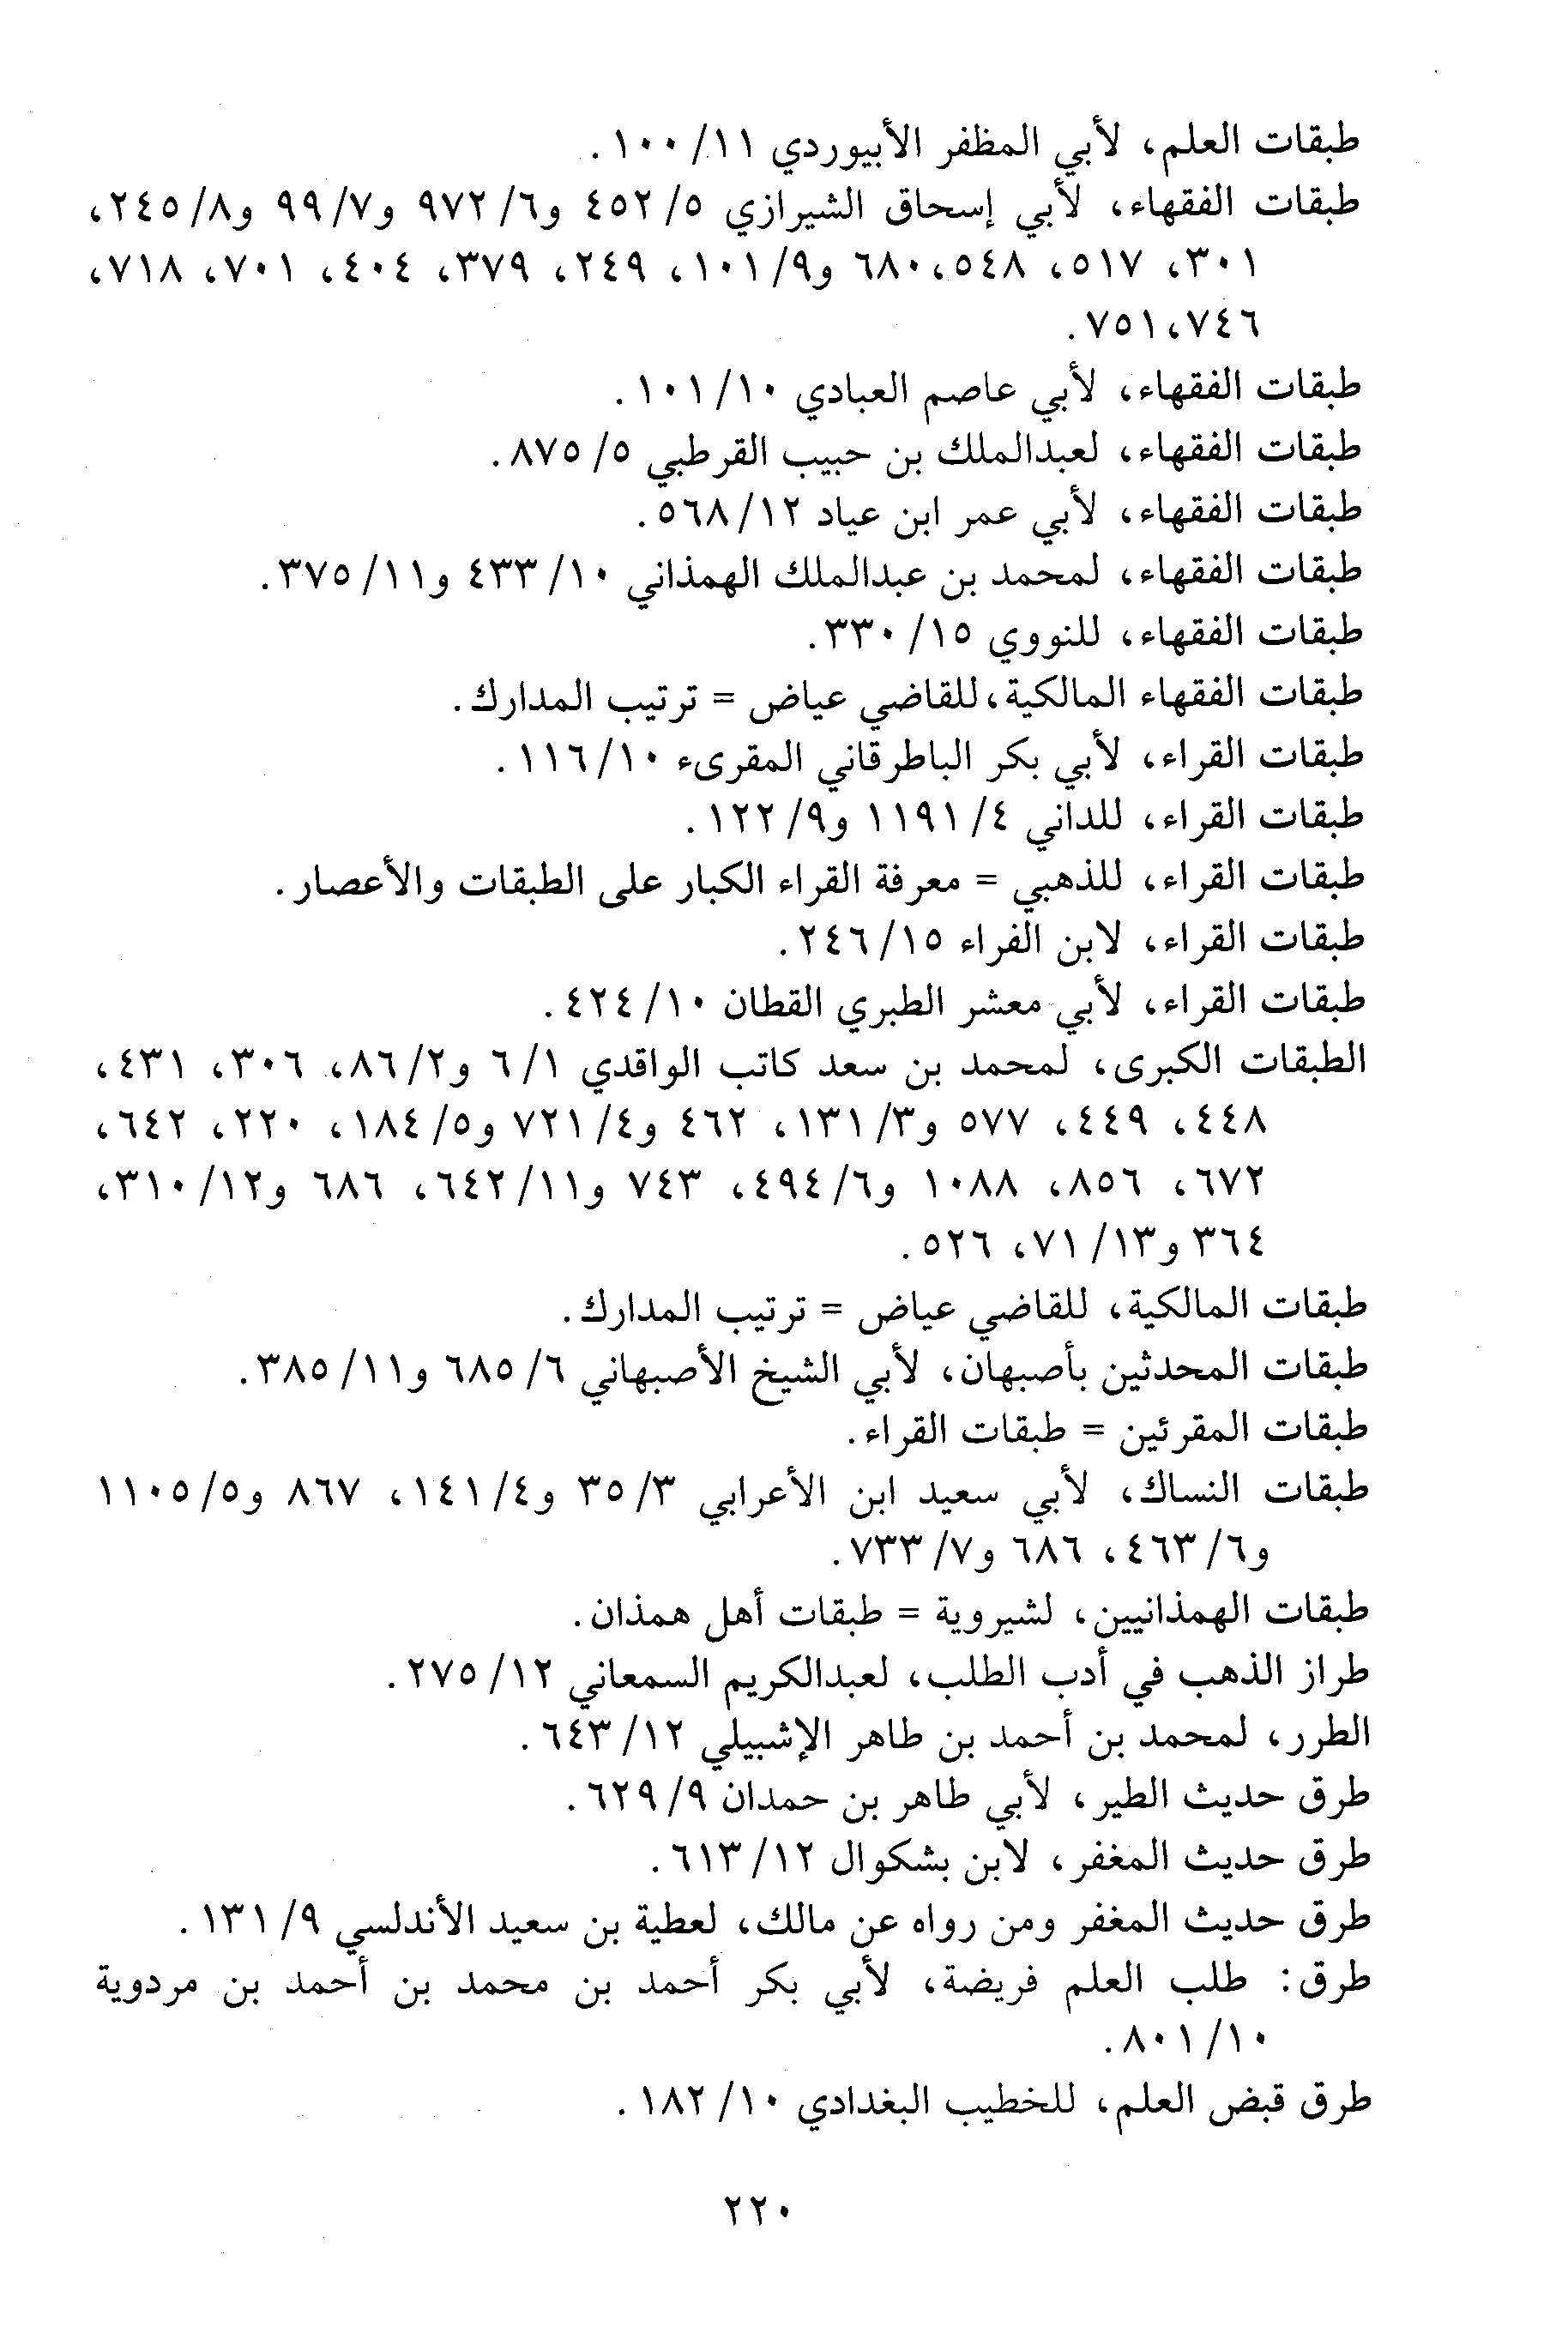 طبقات العلم، لأبي المظفر الأبيوردي ١١/ ١٠٠.
طبقات الفقهاء، لأبي إسحاق الشيرازي ٥/ ٤٥٢ و٦/ ٩٧٢ و٧/ ٩٩ و٨/ ٢٤٥،
٣٠١، ٥١٧، ٥٤٨، ٦٨٠ و٩/ ١٠١، ٢٤٩، ٣٧٩، ٤٠٤، ٧٠١، ٧١٨،
٧٤٦، ٧٥١.
طبقات الفقهاء، لأبي عاصم العبادي ١٠/ ١٠١.
طبقات الفقهاء، لعبدالملك بن حبيب القرطبي ٥/ ٨٧٥.
طبقات الفقهاء، لأبي عمر ابن عياد ١٢/ ٥٦٨.
طبقات الفقهاء، لمحمد بن عبدالملك الهمذاني ١٠/ ٤٣٣ و١١/ ٣٧٥.
طبقات الفقهاء، للنووي ١٥/ ٣٣٠.
طبقات الفقهاء المالكية، للقاضي عياض = ترتيب المدارك.
طبقات القراء، لأبي بكر الباطرقاني المقرىء ١٠/ ١١٦.
طبقات القراء، للداني ٤/ ١١٩١ و٩/ ١٢٢.
طبقات القراء، للذهبي = معرفة القراء الكبار على الطبقات والأعصار.
طبقات القراء، لابن الفراء ١٥/ ٢٤٦.
طبقات القراء، لأبي معشر الطبري القطان ١٠/ ٤٢٤.
الطبقات الكبرى، لمحمد بن سعد كاتب الواقدي ١/ ٦ و٢/ ٨٦، ٣٠٦، ٤٣١،
٤٤٨، ٤٤٩، ٥٧٧ و٣/ ١٣١، ٤٦٢ و٤/ ٧٢١ و٥/ ١٨٤، ٢٢٠، ٦٤٢،
٦٧٢، ٨٥٦، ١٠٨٨ و٦/ ٤٩٤، ٧٤٣ و١١/ ٦٤٢، ٦٨٦ و١٢/ ٣١٠،
٣٦٤ و١٣/ ٧١، ٥٢٦.
طبقات المالكية، للقاضي عياض = ترتيب المدارك.
طبقات المحدثين بأصبهان، لأبي الشيخ الأصبهاني ٦/ ٦٨٥ و١١/ ٣٨٥.
طبقات المقرئين = طبقات القراء.
طبقات النساك، لأبي سعيد ابن الأعرابي ٣/ ٣٥ و٤/ ١٤١، ٨٦٧ و٥/ ١١٠٥
و٦/ ٤٦٣، ٦٨٦ و٧/ ٧٣٣.
طبقات الهمذانيين، لشيروية = طبقات أهل همذان.
طراز الذهب في أدب الطلب، لعبدالكريم السمعاني ١٢/ ٢٧٥.
الطرر، لمحمد بن أحمد بن طاهر الإشبيلي ١٢/ ٦٤٣.
طرق حديث الطير، لأبي طاهر بن حمدان ٩/ ٦٢٩.
طرق حديث المغفر، لابن بشكوال ١٢/ ٦١٣.
طرق حديث المغفر ومن رواه عن مالك، لعطية بن سعيد الأندلسي ٩/ ١٣١.
طرق: طلب العلم فريضة، لأبي بكر أحمد بن محمد بن أحمد بن مردوية
١٠/ ٨٠١.
طرق قبض العلم، للخطيب البغدادي ١٠/ ١٨٢.
٢٢٠